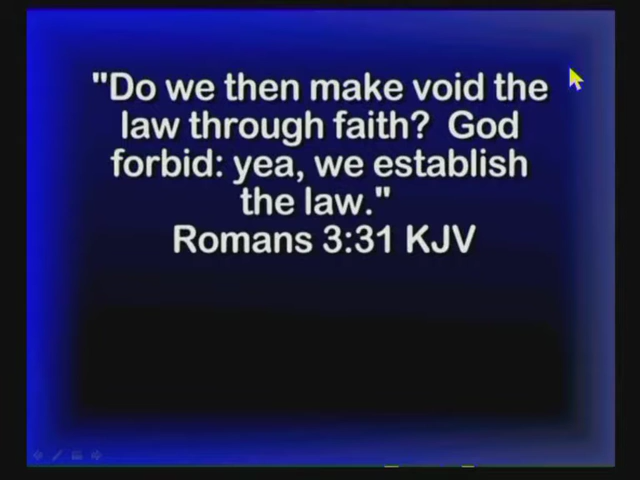 "Do we then make void the
law through faith?  God
forbid: yea, we establish
the law."
Romans 3:31 KJV